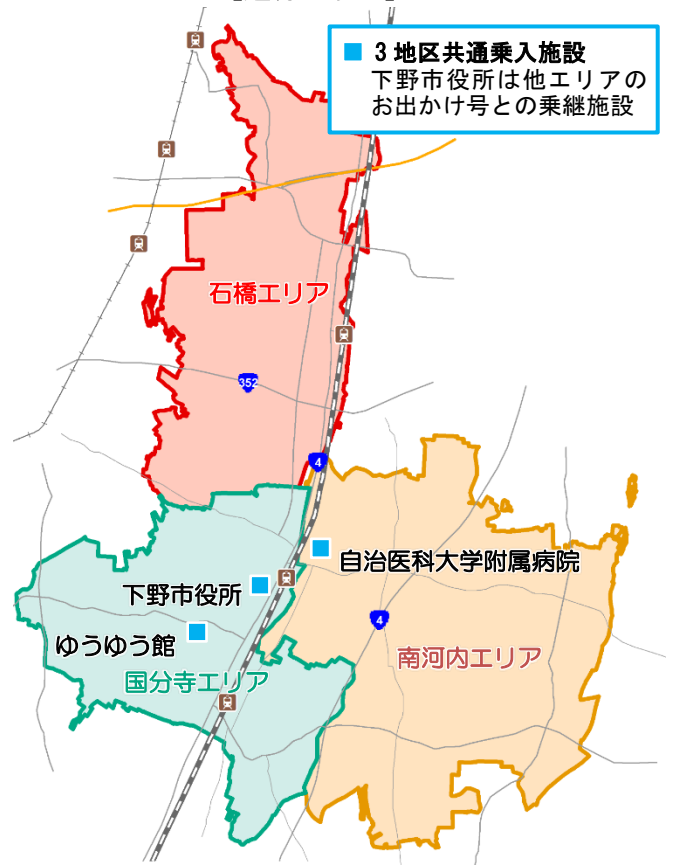 3地区共通乗入施設
下野市役所は他エリアの
お出かけ号との乗継施設
石橋エリア
352
4
自治医科大学附属病院
下野市役所
4
ゆうゆう館
南河内エリア
国分寺エリア